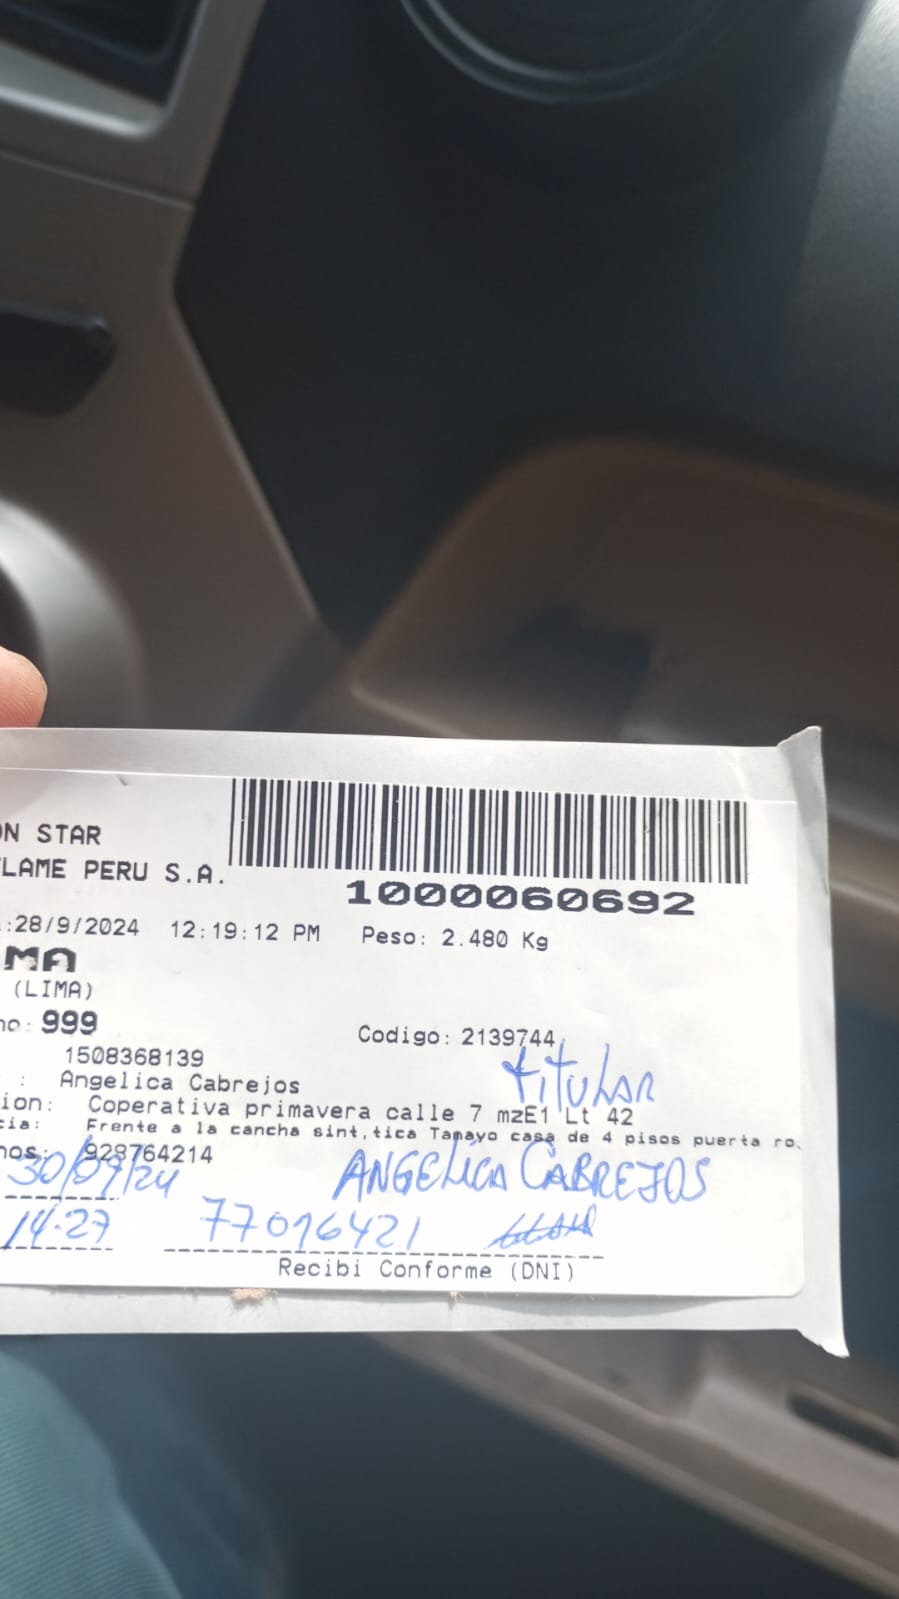 ON STAR
LAME PERU S.A.
1000060692
:28/9/2024 12:19:12 PM Peso: 2.480 Kg
MA
(LIMA)
no: 999 Codigo: 2139744
1508368139
: Angelica Cabrejos titular
ion: Coperativa primavera calle 7 mzE1 Lt 42
cia: Frente a la cancha sint,tica Tamayo casa de 4 pisos puerta ro.
nos: 928764214
30/09/24 ANGELICA CABREJOS
14:27 77016421
Recibi Conforme (DNI)